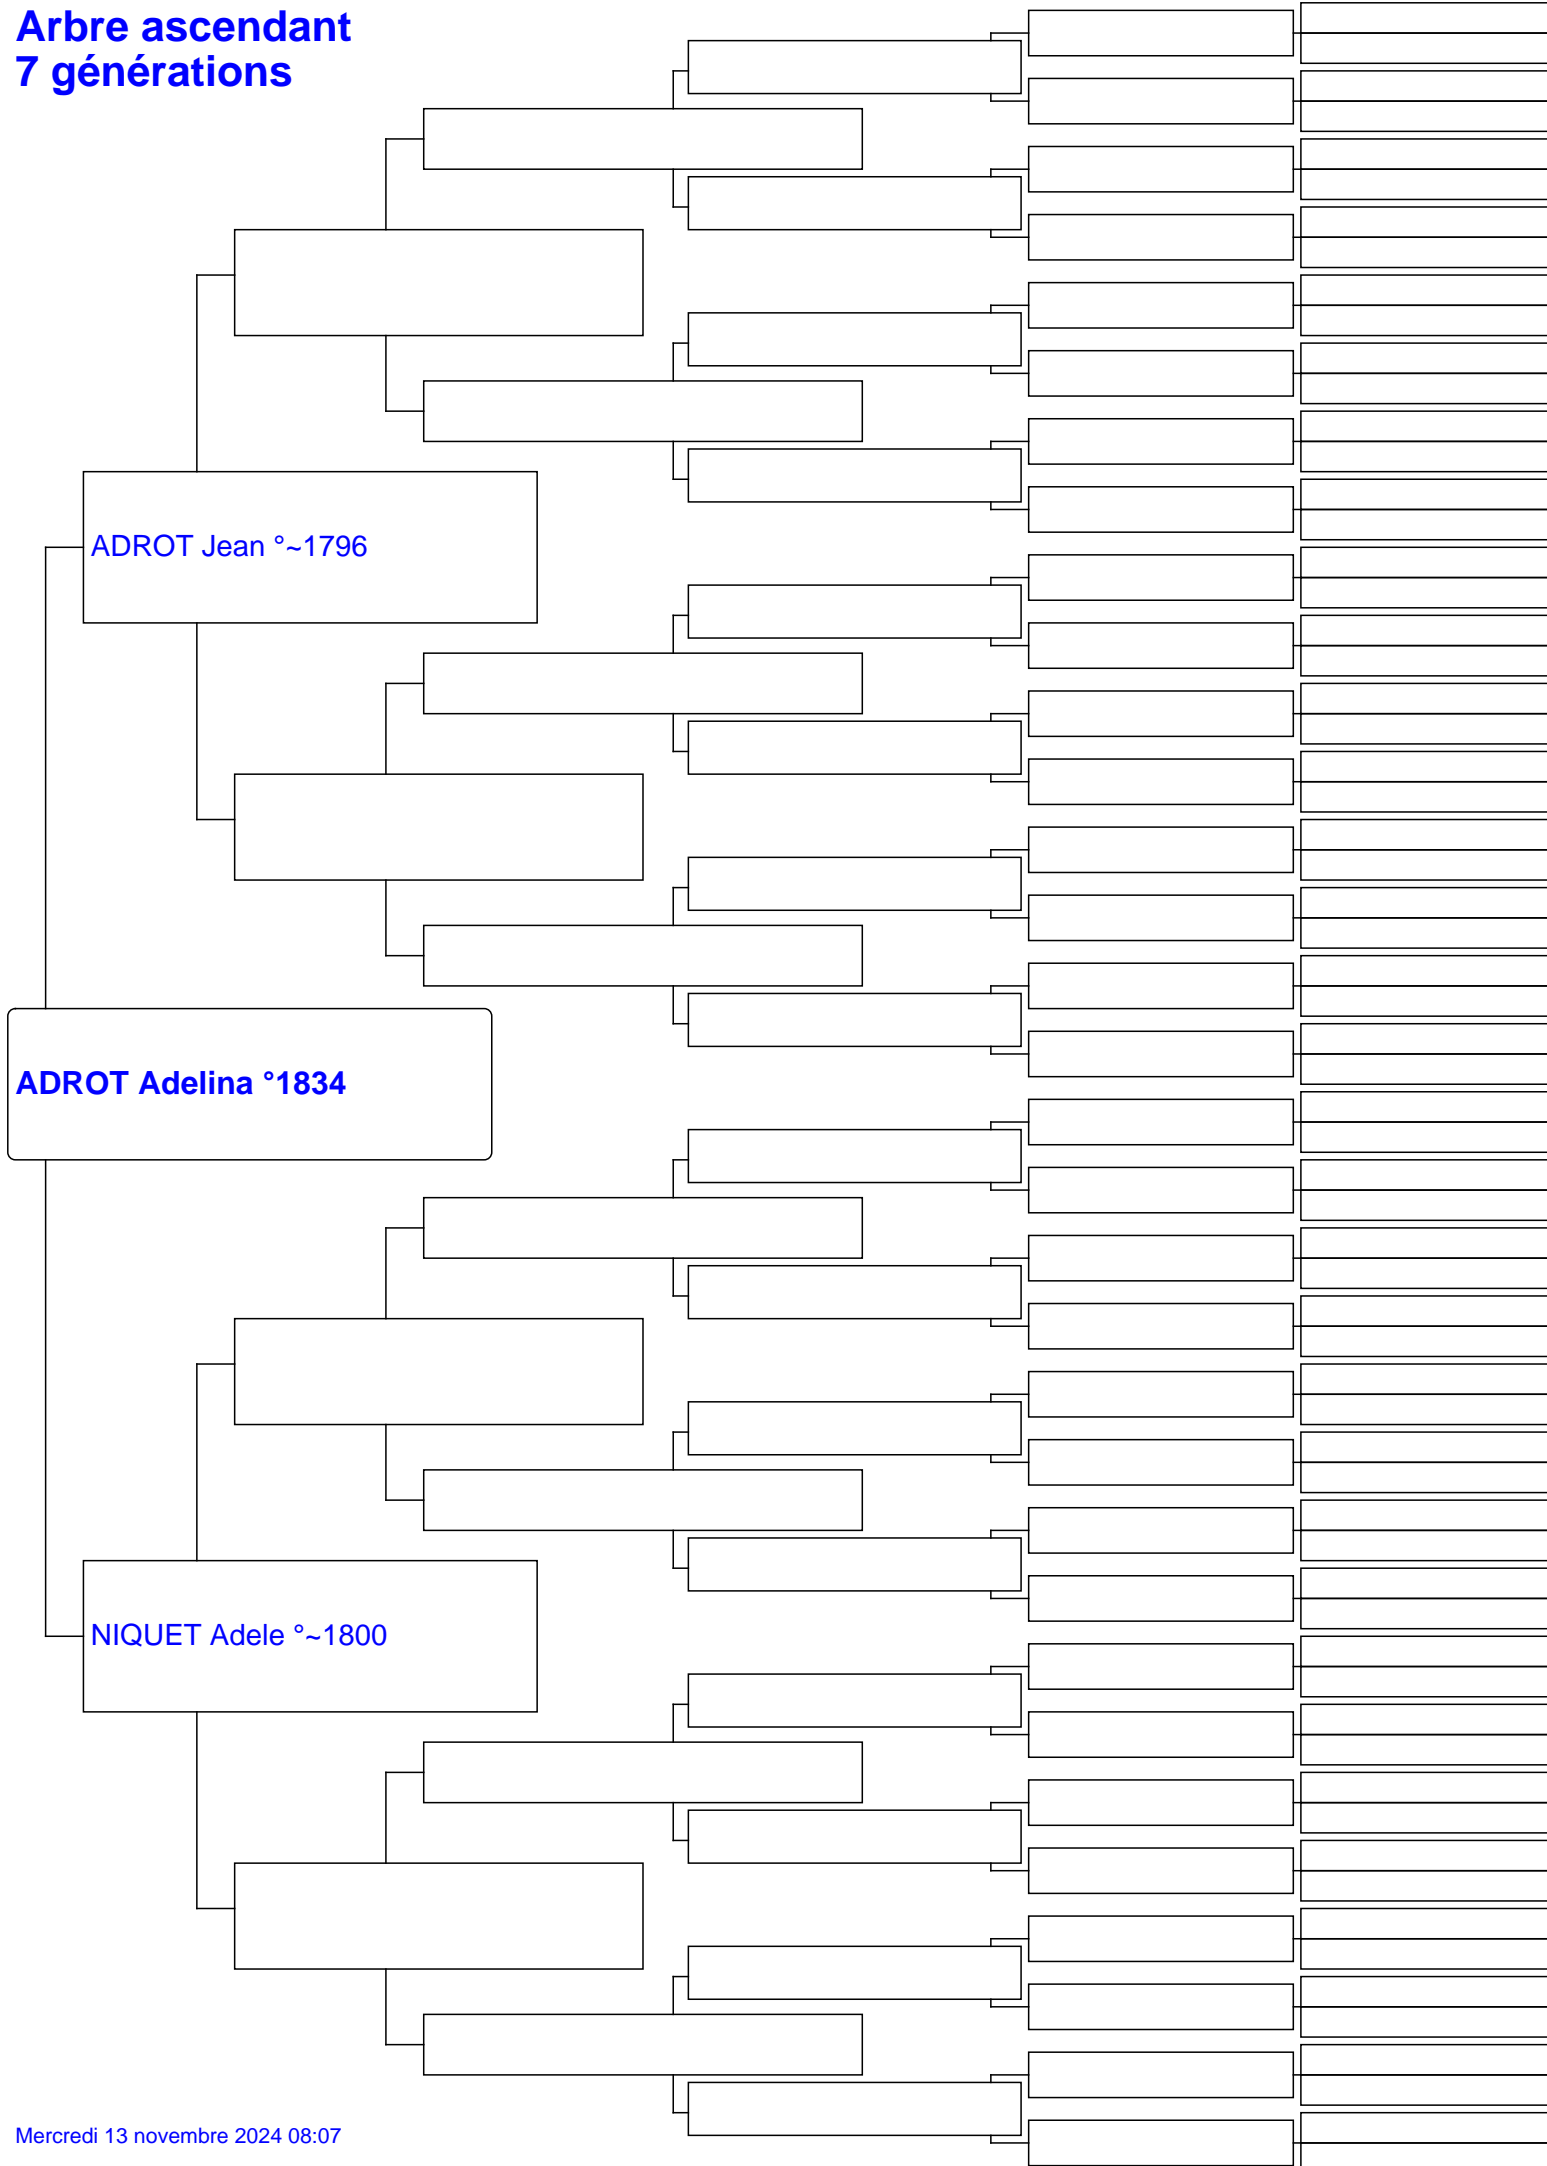 Arbre ascendant
7 générations
ADROT Jean °~1796
ADROT Adelina °1834
NIQUET Adele °~1800
Mercredi 13 novembre 2024 08:07